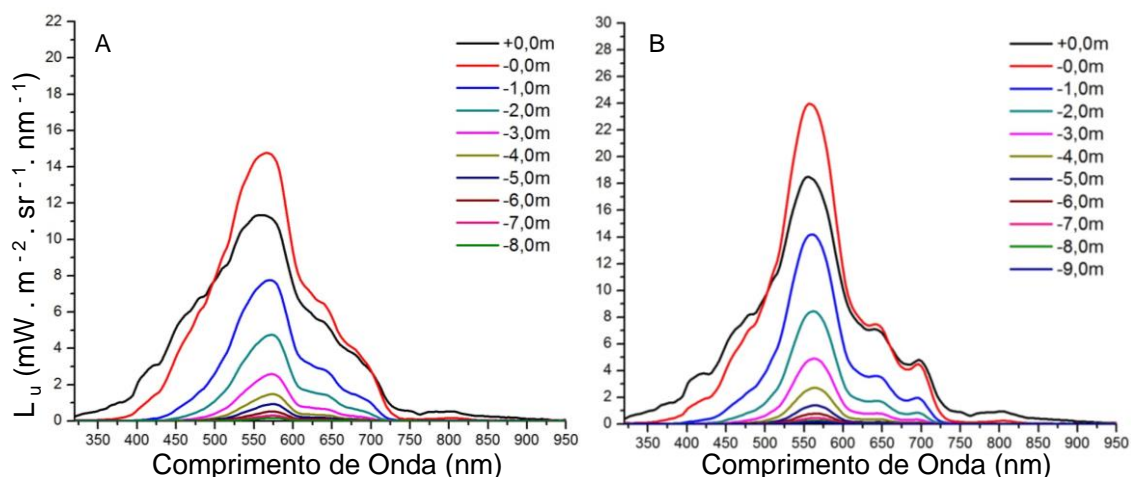 L u (mW . m - 2 . sr - 1 . nm - 1)
A
22
20
18
16
14
12
10
8
6
4
2
0
350 400 450 500 550 600 650 700 750 800 850 900 950
Comprimento de Onda (nm)
+0,0m
-0,0m
-1,0m
-2,0m
-3,0m
-4,0m
-5,0m
-6,0m
-7,0m
-8,0m
B
30
28
26
24
22
20
18
16
14
12
10
8
6
4
2
0
350 400 450 500 550 600 650 700 750 800 850 900 950
Comprimento de Onda (nm)
+0,0m
-0,0m
-1,0m
-2,0m
-3,0m
-4,0m
-5,0m
-6,0m
-7,0m
-8,0m
-9,0m